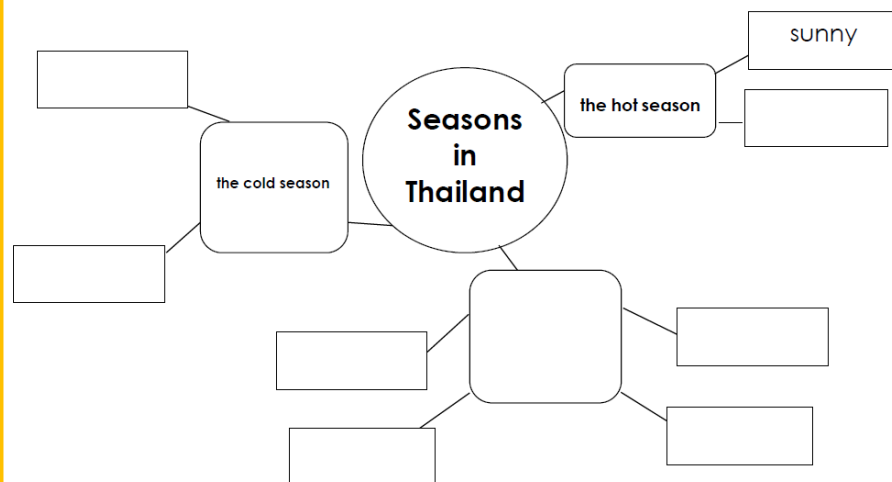 sunny
the hot season
Seasons
in
Thailand
the cold season